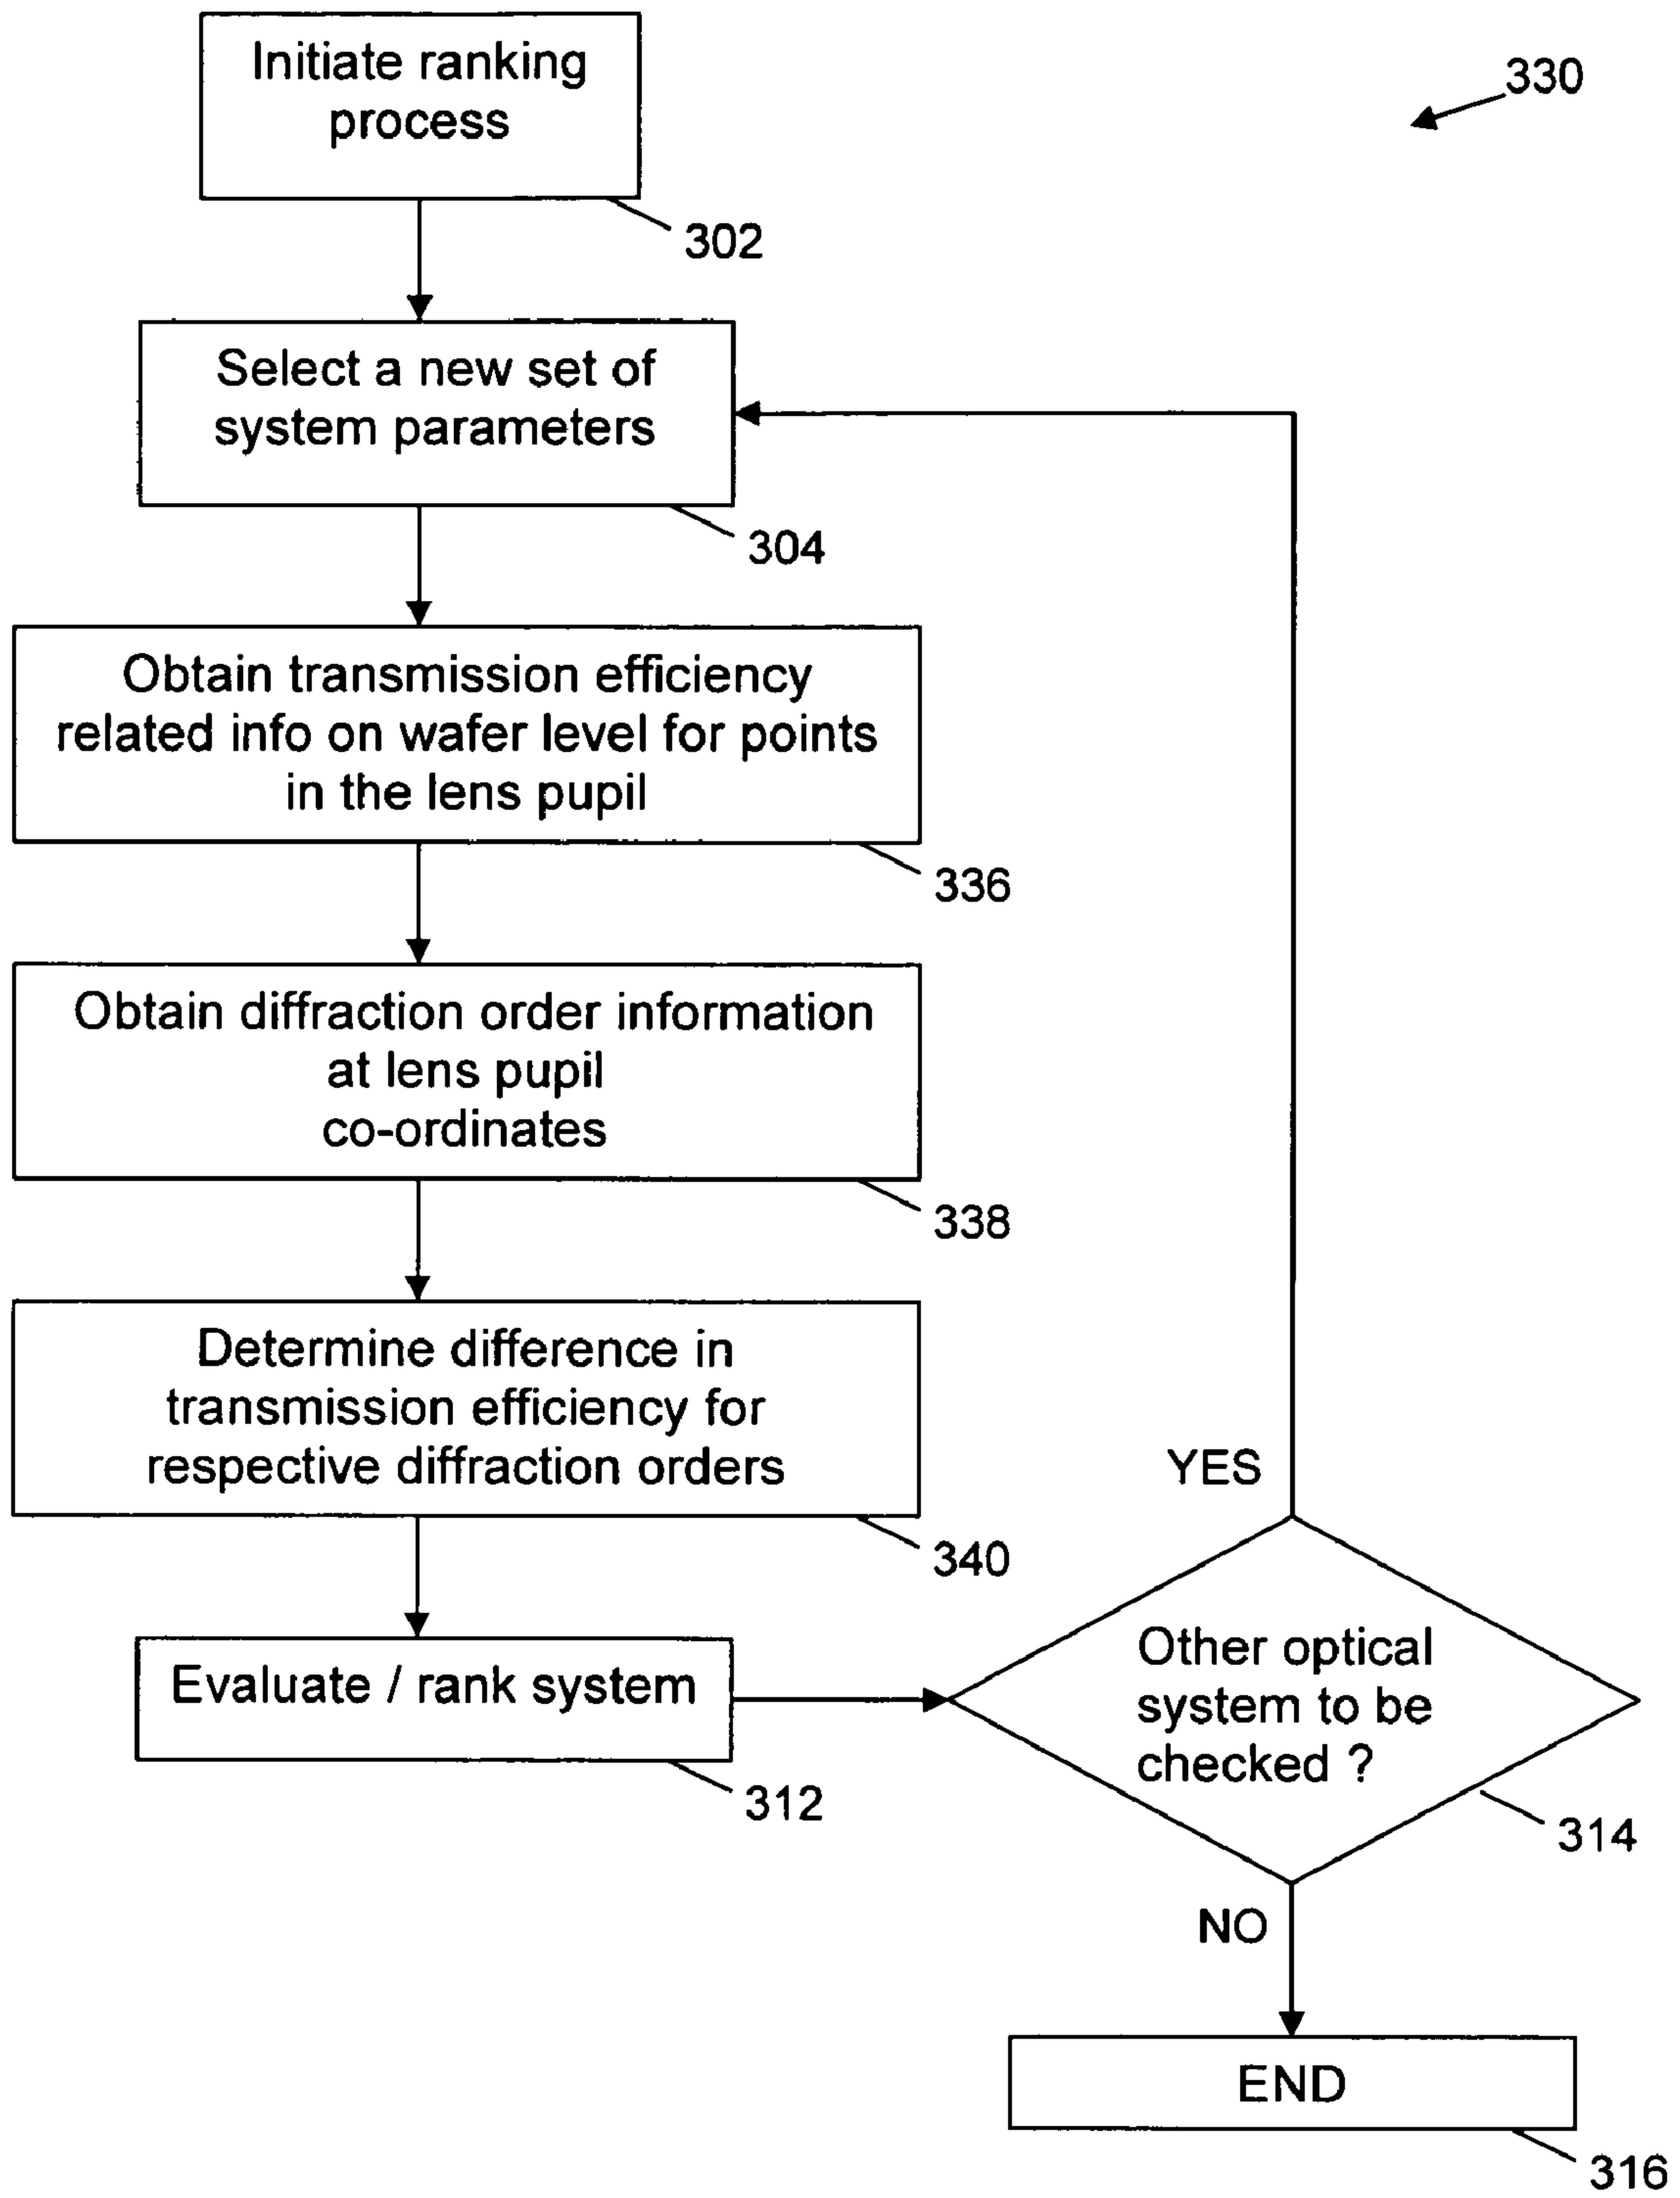 Initiate ranking
process
330
302
Select a new set of
system parameters
304
Obtain transmission efficiency
related info on wafer level for points
in the lens pupil
336
Obtain diffraction order information
at lens pupil
co-ordinates
338
Determine difference in
transmission efficiency for
respective diffraction orders
340
YES
Evaluate / rank system
312
Other optical
system to be
checked ?
314
NO
END
316